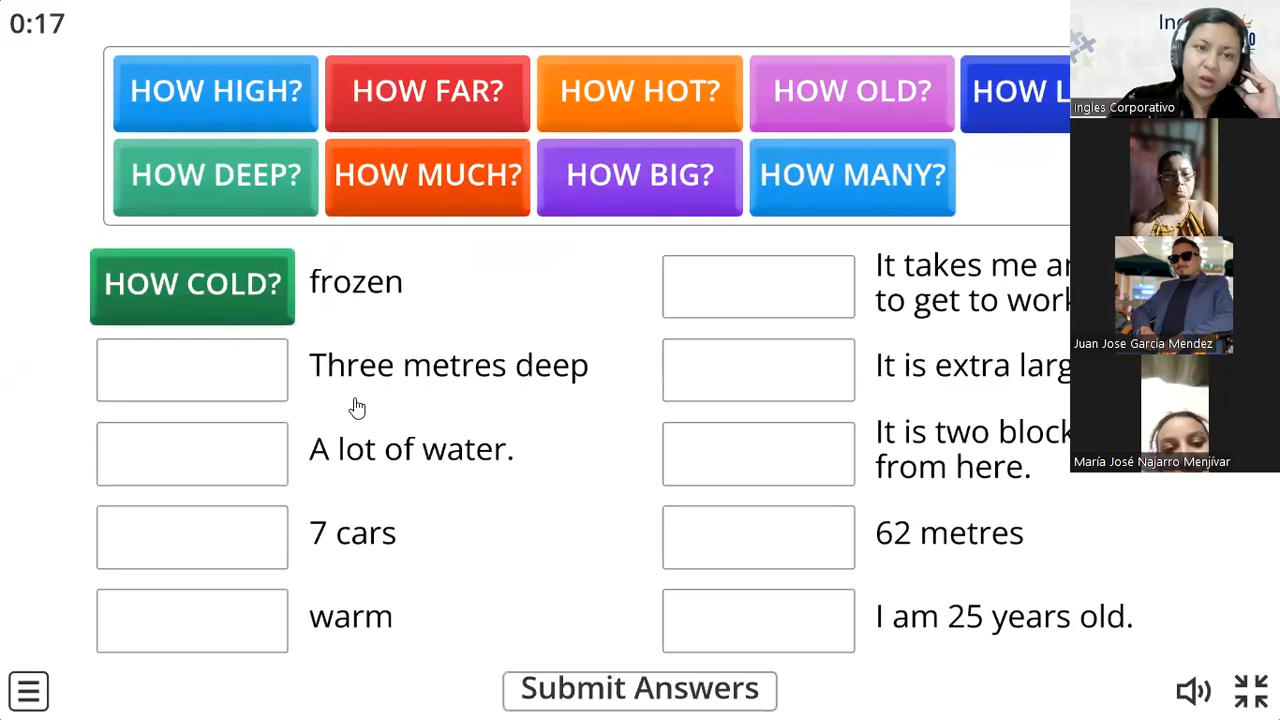 0:17
HOW HIGH?
HOW FAR?
HOW HOT?
HOW OLD?
HOW
HOW DEEP?
HOW MUCH?
HOW BIG?
HOW MANY?
HOW COLD?
frozen
Three metres deep
A lot of water.
7 cars
warm
It takes me
to get to work
It is extra
It is two
from here.
62 metres
I am 25 years old.
Submit Answers
Ingles Corporativo
Juan Jose Garcia Mendez
María José Najarro Menjívar